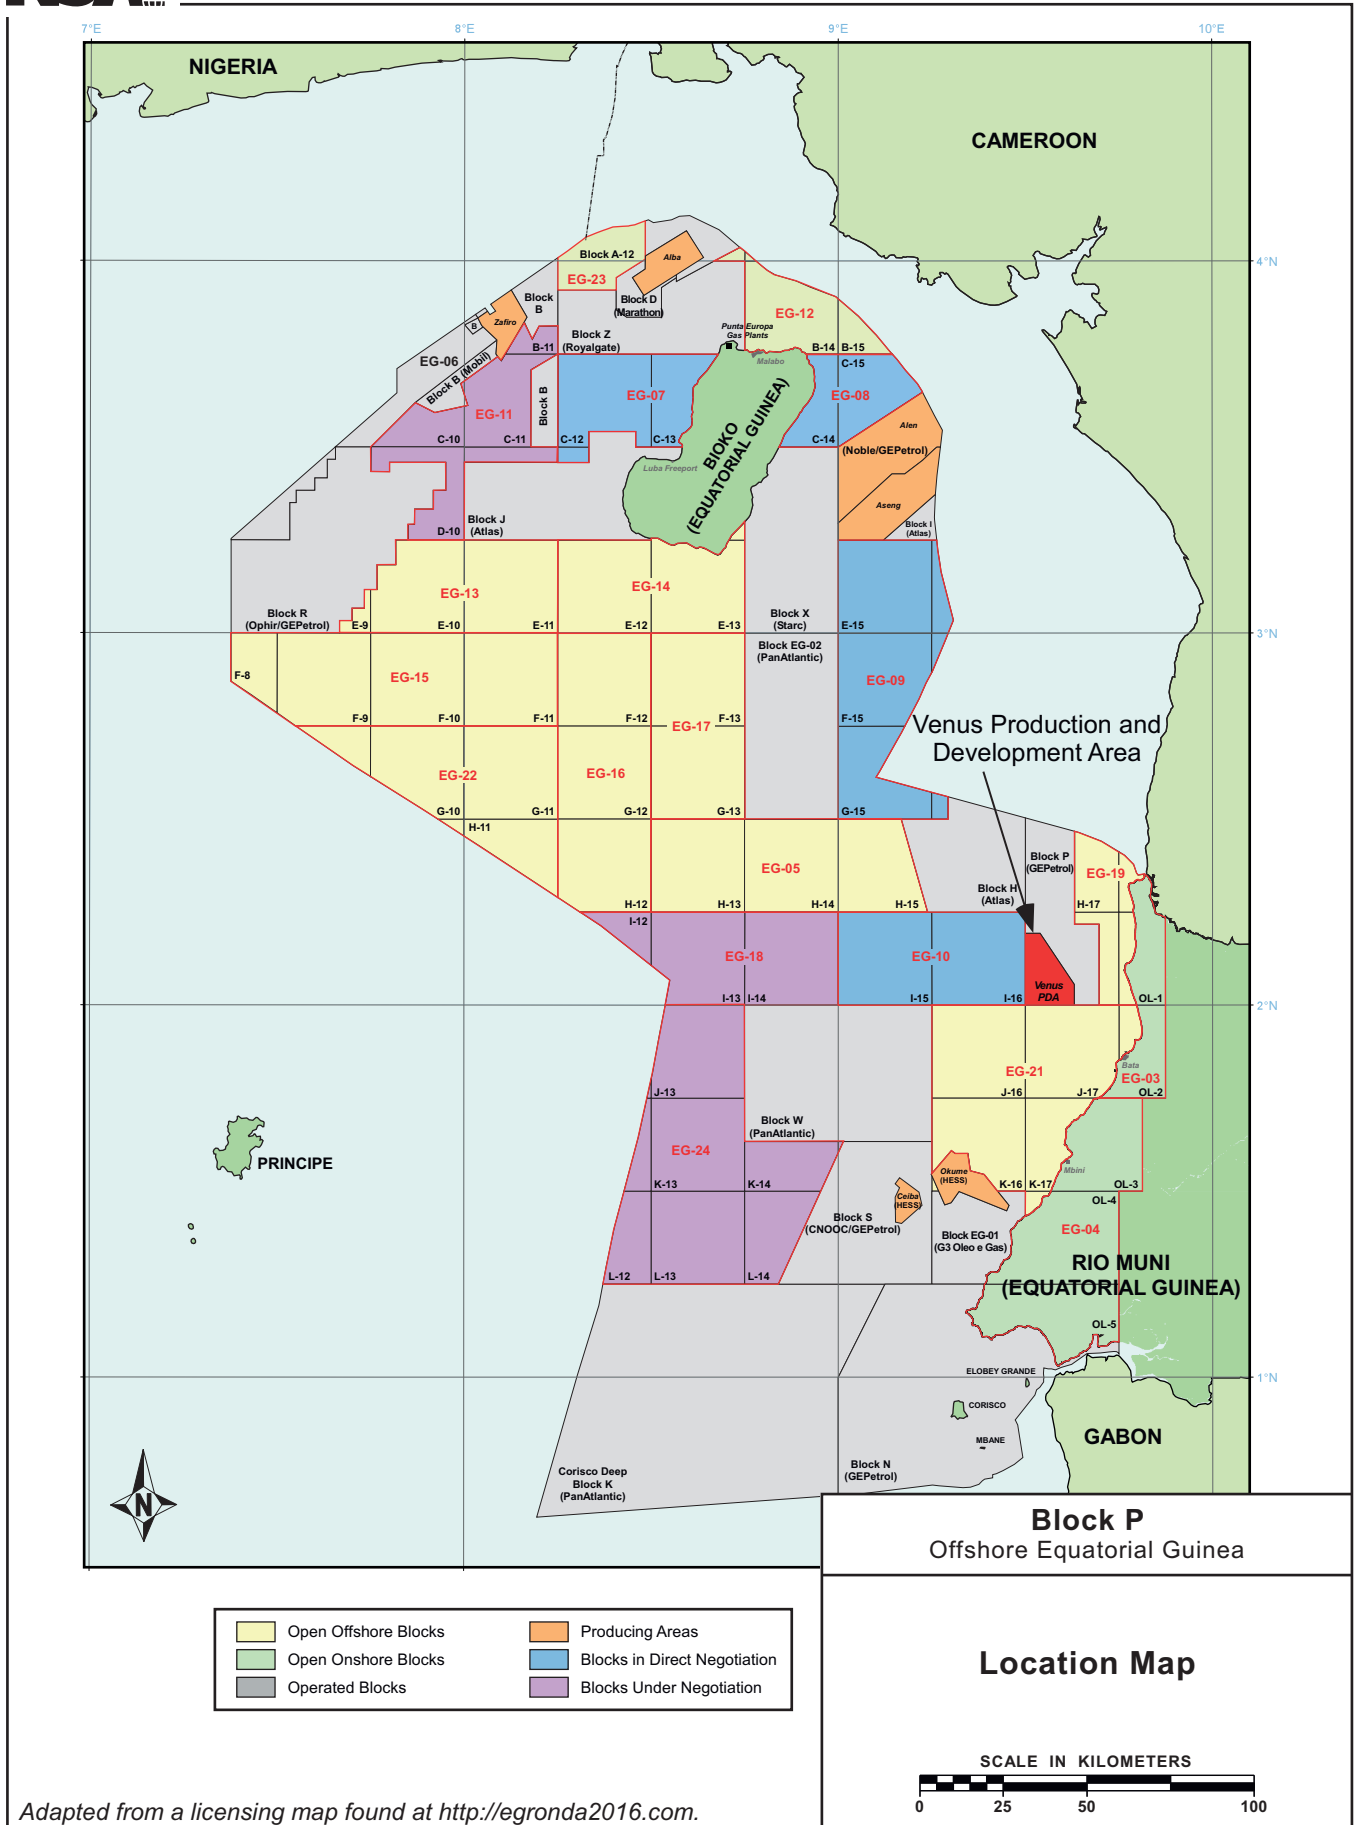 7°E
8°E
9°E
10°E
NIGERIA
CAMEROON
4°N
3°N
2°N
1°N
Block A-12
Alba
EG-23
Block
B
Block D
(Marathon)
EG-12
B
Zafiro
Punta Europa
Gas Plants
Block Z
(Royalgate)
B-11
B-14
B-15
EG-06
Block B (Mobil)
Malabo
C-15
EG-11
Block B
EG-07
EG-08
Alen
(Noble/GEPetrol)
C-10
C-11
C-12
C-13
C-14
BIOKO
(EQUATORIAL GUINEA)
Luba Freeport
Aseng
Block I
(Atlas)
D-10
Block J
(Atlas)
EG-13
EG-14
Block R
(Ophir/GEPetrol)
E-9
E-10
E-11
E-12
E-13
Block X
(Starc)
E-15
Block EG-02
(PanAtlantic)
F-8
EG-15
EG-09
F-9
F-10
F-11
F-12
F-13
EG-17
F-15
Venus Production and
Development Area
EG-22
EG-16
G-10
G-11
G-12
G-13
G-15
H-11
EG-05
Block P
(GEPetrol)
EG-19
Block H
(Atlas)
H-12
H-13
H-14
H-15
H-17
I-12
EG-18
EG-10
I-13
I-14
I-15
I-16
Venus
PDA
OL-1
EG-21
Bata
EG-03
J-13
J-16
J-17
OL-2
Block W
(PanAtlantic)
EG-24
Mbini
PRINCIPE
K-13
K-14
Okume
(HESS)
K-16
K-17
OL-3
Ceiba
(HESS)
OL-4
Block S
(CNOOC/GEPetrol)
EG-04
Block EG-01
(G3 Oleo e Gas)
RIO MUNI
(EQUATORIAL GUINEA)
L-12
L-13
L-14
OL-5
ELOBEY GRANDE
CORISCO
MBANE
GABON
Corisco Deep
Block K
(PanAtlantic)
Block N
(GEPetrol)
N
Block P
Offshore Equatorial Guinea
Location Map
Open Offshore Blocks
Open Onshore Blocks
Operated Blocks
Producing Areas
Blocks in Direct Negotiation
Blocks Under Negotiation
SCALE IN KILOMETERS
0
25
50
100
Adapted from a licensing map found at http://egronda2016.com.